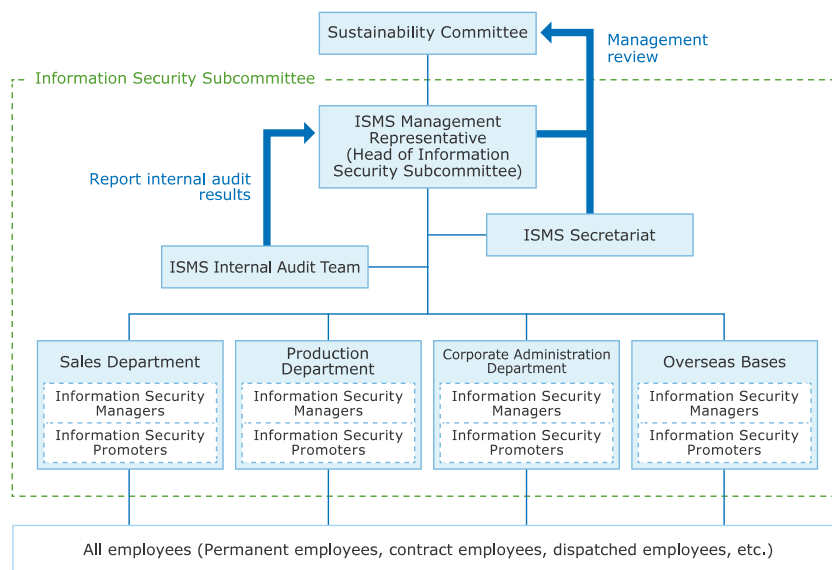 Sustainability Committee
Management
review
Information Security Subcommittee
ISMS Management
Representative
(Head of Information
Security Subcommittee)
Report internal audit
results
ISMS Secretariat
ISMS Internal Audit Team
Sales Department
Information Security
Managers
Information Security
Promoters
Production
Department
Information Security
Managers
Information Security
Promoters
Corporate Administration
Department
Information Security
Managers
Information Security
Promoters
Overseas Bases
Information Security
Managers
Information Security
Promoters
All employees (Permanent employees, contract employees, dispatched employees, etc.)